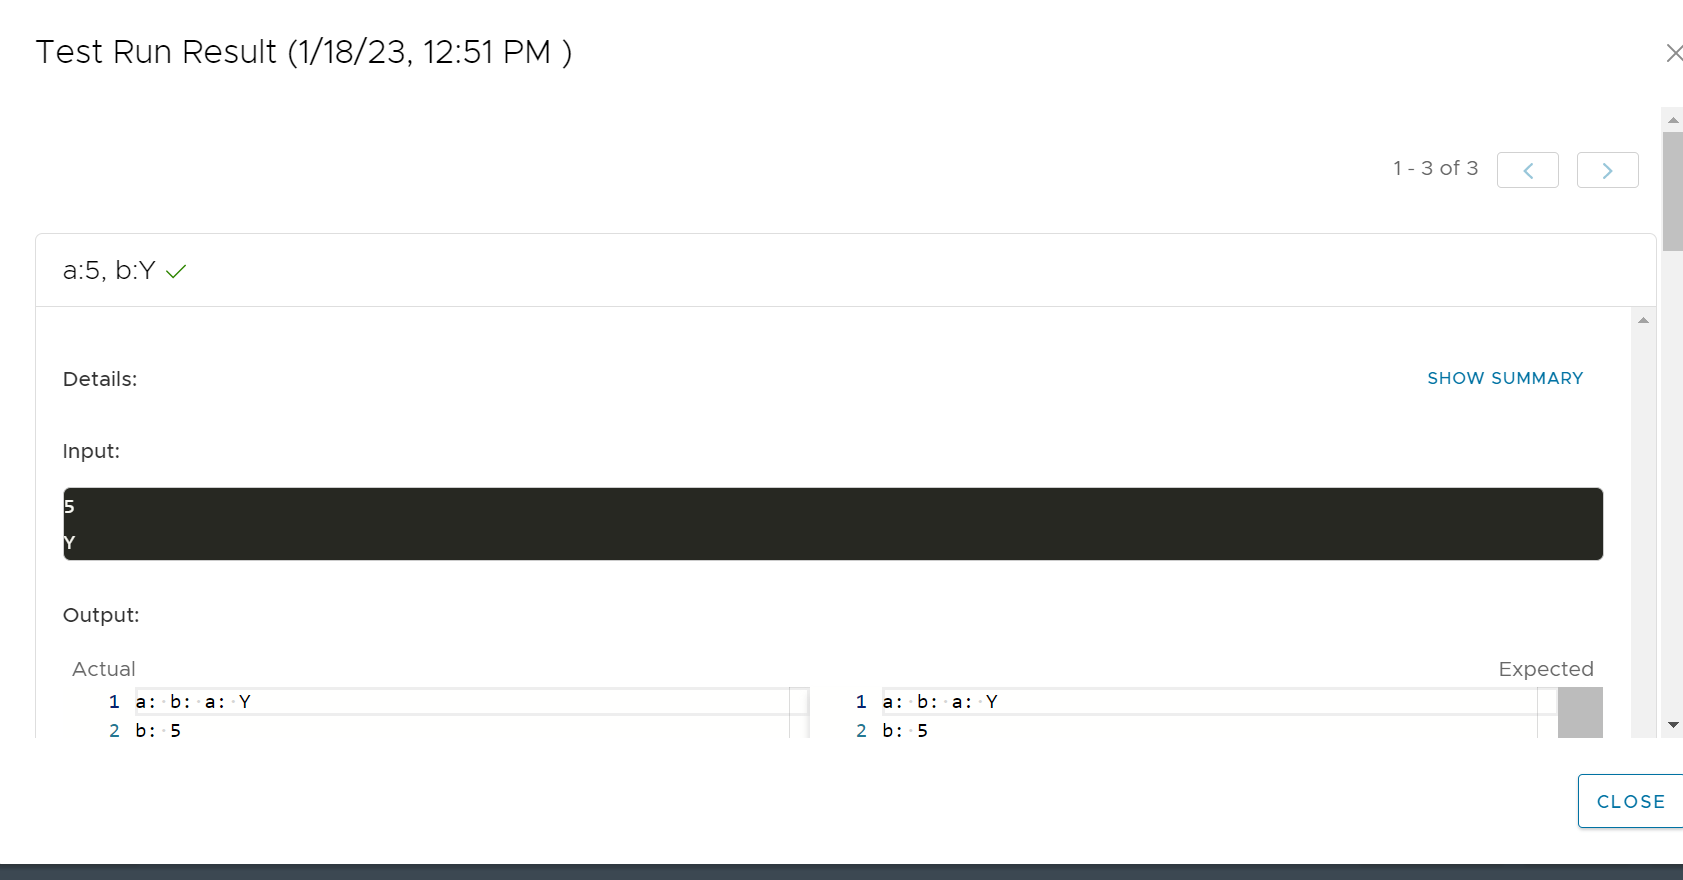 Test Run Result (1/18/23, 12:51 PM )
1 - 3 of 3
a:5, b:Y
Details:
SHOW SUMMARY
Input:
5
Y
Output:
Actual
Expected
1 a: b: a: Y
2 b: 5
1 a: b: a: Y
2 b: 5
CLOSE